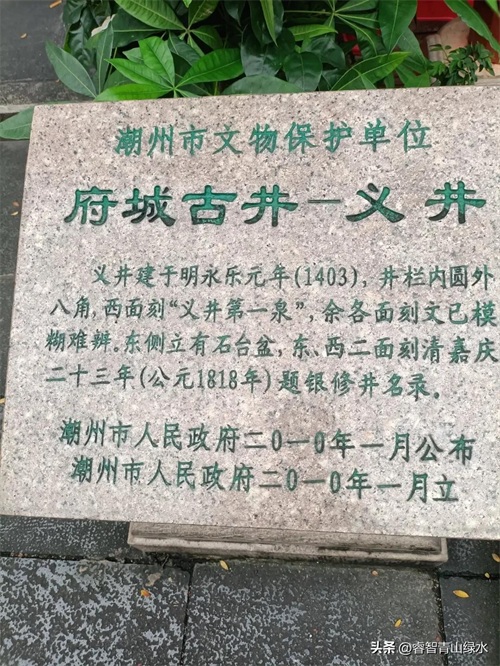 潮州市文物保护单位
府城古井-义井
义井建于明永乐元年(1403)，井栏内圆外
八角，西面刻“义井第一泉”，余各面刻文已模
糊难辨。东侧立有石台盆，东、西二面刻清嘉庆
二十三年(公元1818年)题银修井名录。
潮州市人民政府二〇一〇年一月公布
潮州市人民政府二〇一〇年一月立
头条 @睿智青山绿水